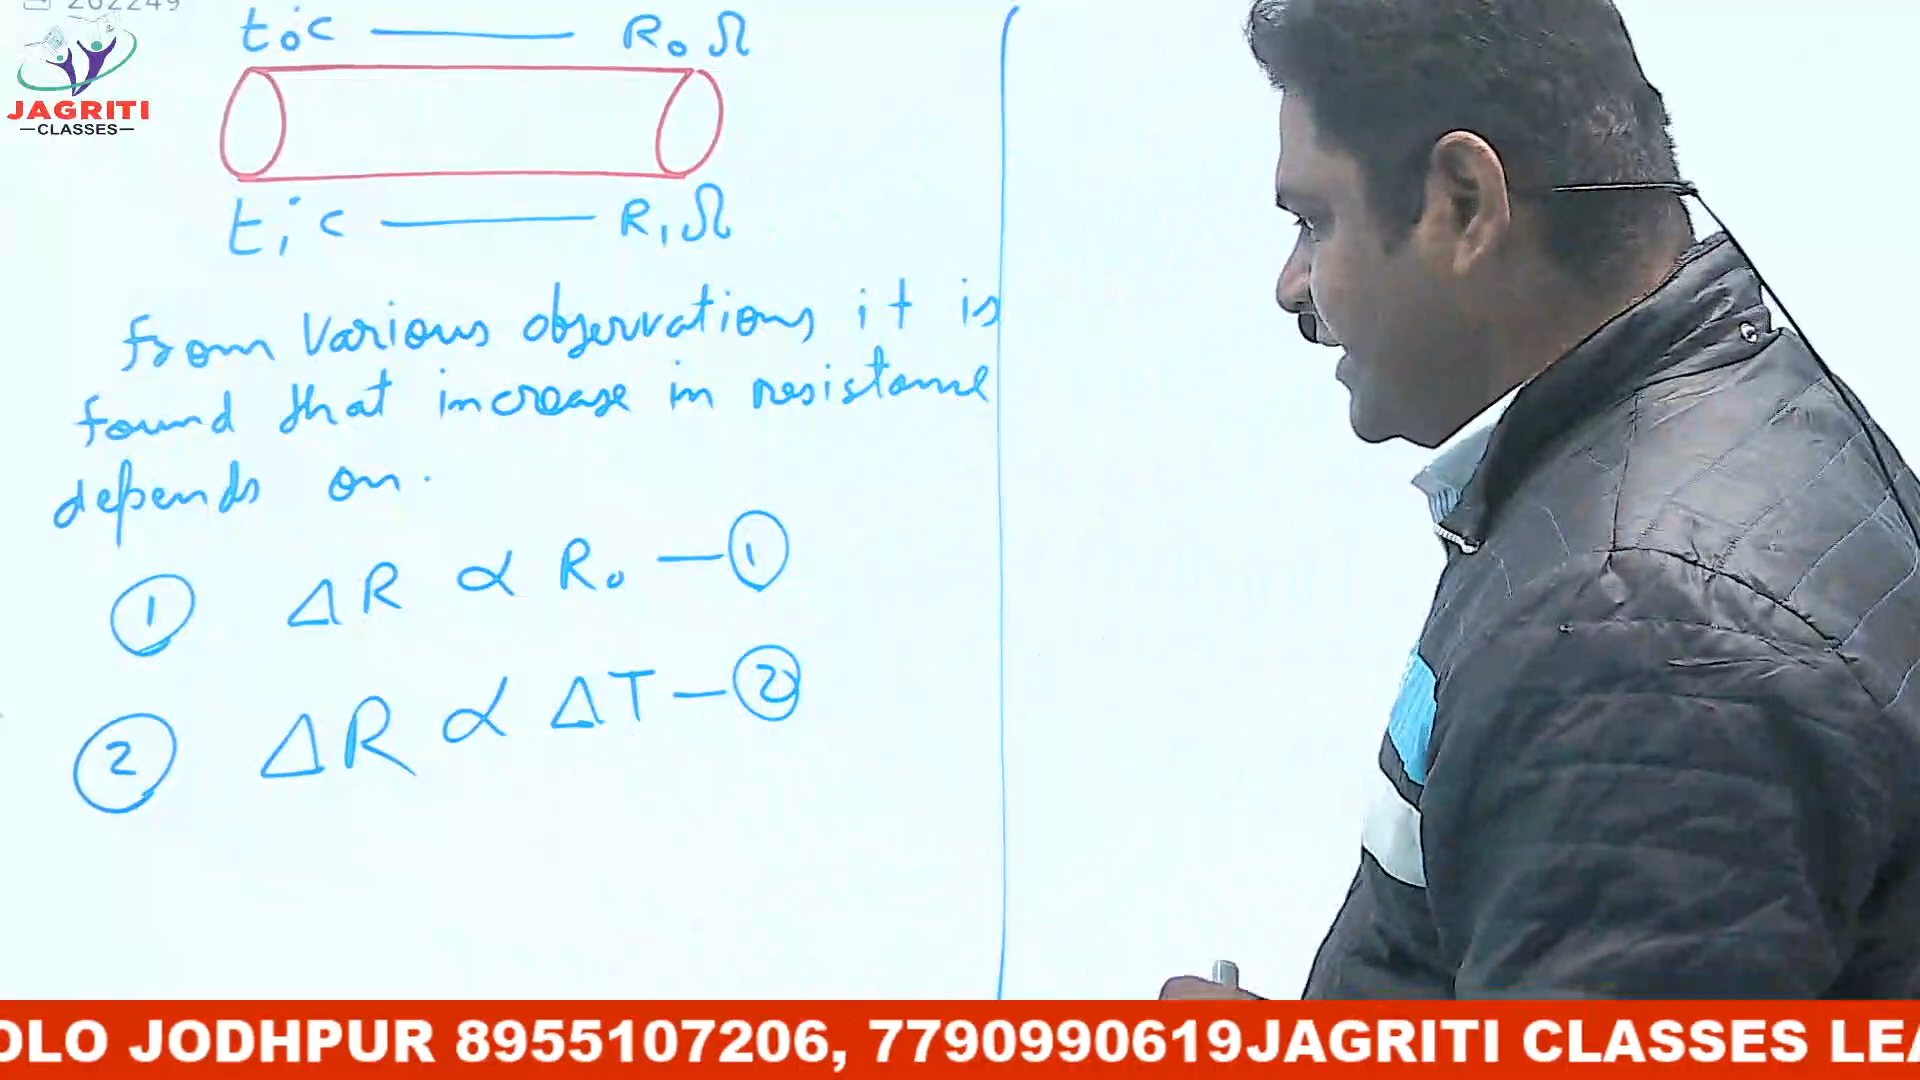 202249
JAGRITI
—CLASSES—
t₀°C ——— R₀ Ω
t₁°C ——— R₁ Ω
From Various observations it is
found that increase in resistance
depends on.
① ΔR ∝ R₀ — ①
② ΔR ∝ ΔT — ②
OLO JODHPUR 8955107206, 7790990619JAGRITI CLASSES LEA